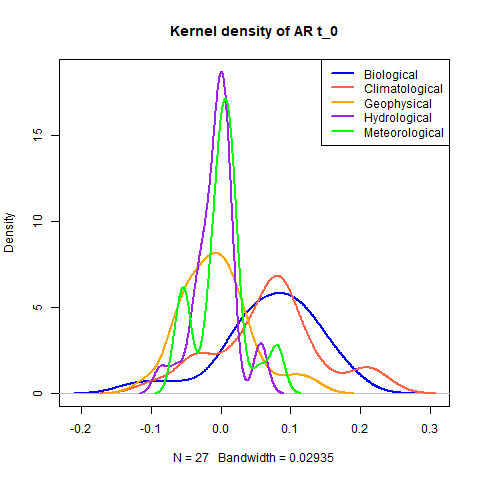 Kernel density of AR t_0
Biological
Climatological
Geophysical
Hydrological
Meteorological
Density
15
10
5
0
-0.2 -0.1 0.0 0.1 0.2 0.3
N = 27 Bandwidth = 0.02935